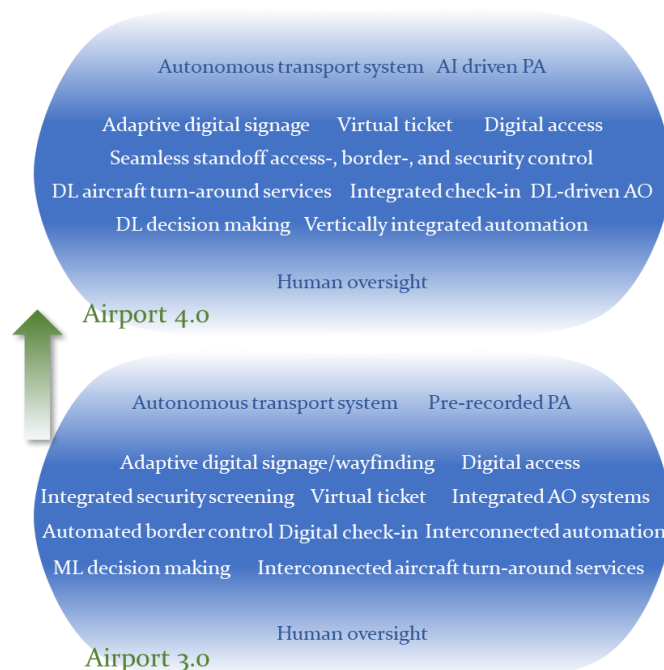 Autonomous transport system AI driven PA
Adaptive digital signage Virtual ticket Digital access
Seamless standoff access-, border-, and security control
DL aircraft turn-around services Integrated check-in DL-driven AO
DL decision making Vertically integrated automation
Human oversight
Airport 4.0
Autonomous transport system Pre-recorded PA
Adaptive digital signage/wayfinding Digital access
Integrated security screening Virtual ticket Integrated AO systems
Automated border control Digital check-in Interconnected automation
ML decision making Interconnected aircraft turn-around services
Human oversight
Airport 3.0